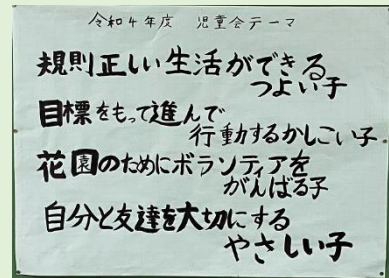 令和4年度 児童会テーマ
規則正しい生活ができる
つよい子
目標をもって進んで
行動するかしこい子
花園のためにボランティアを
がんばる子
自分と友達を大切にする
やさしい子